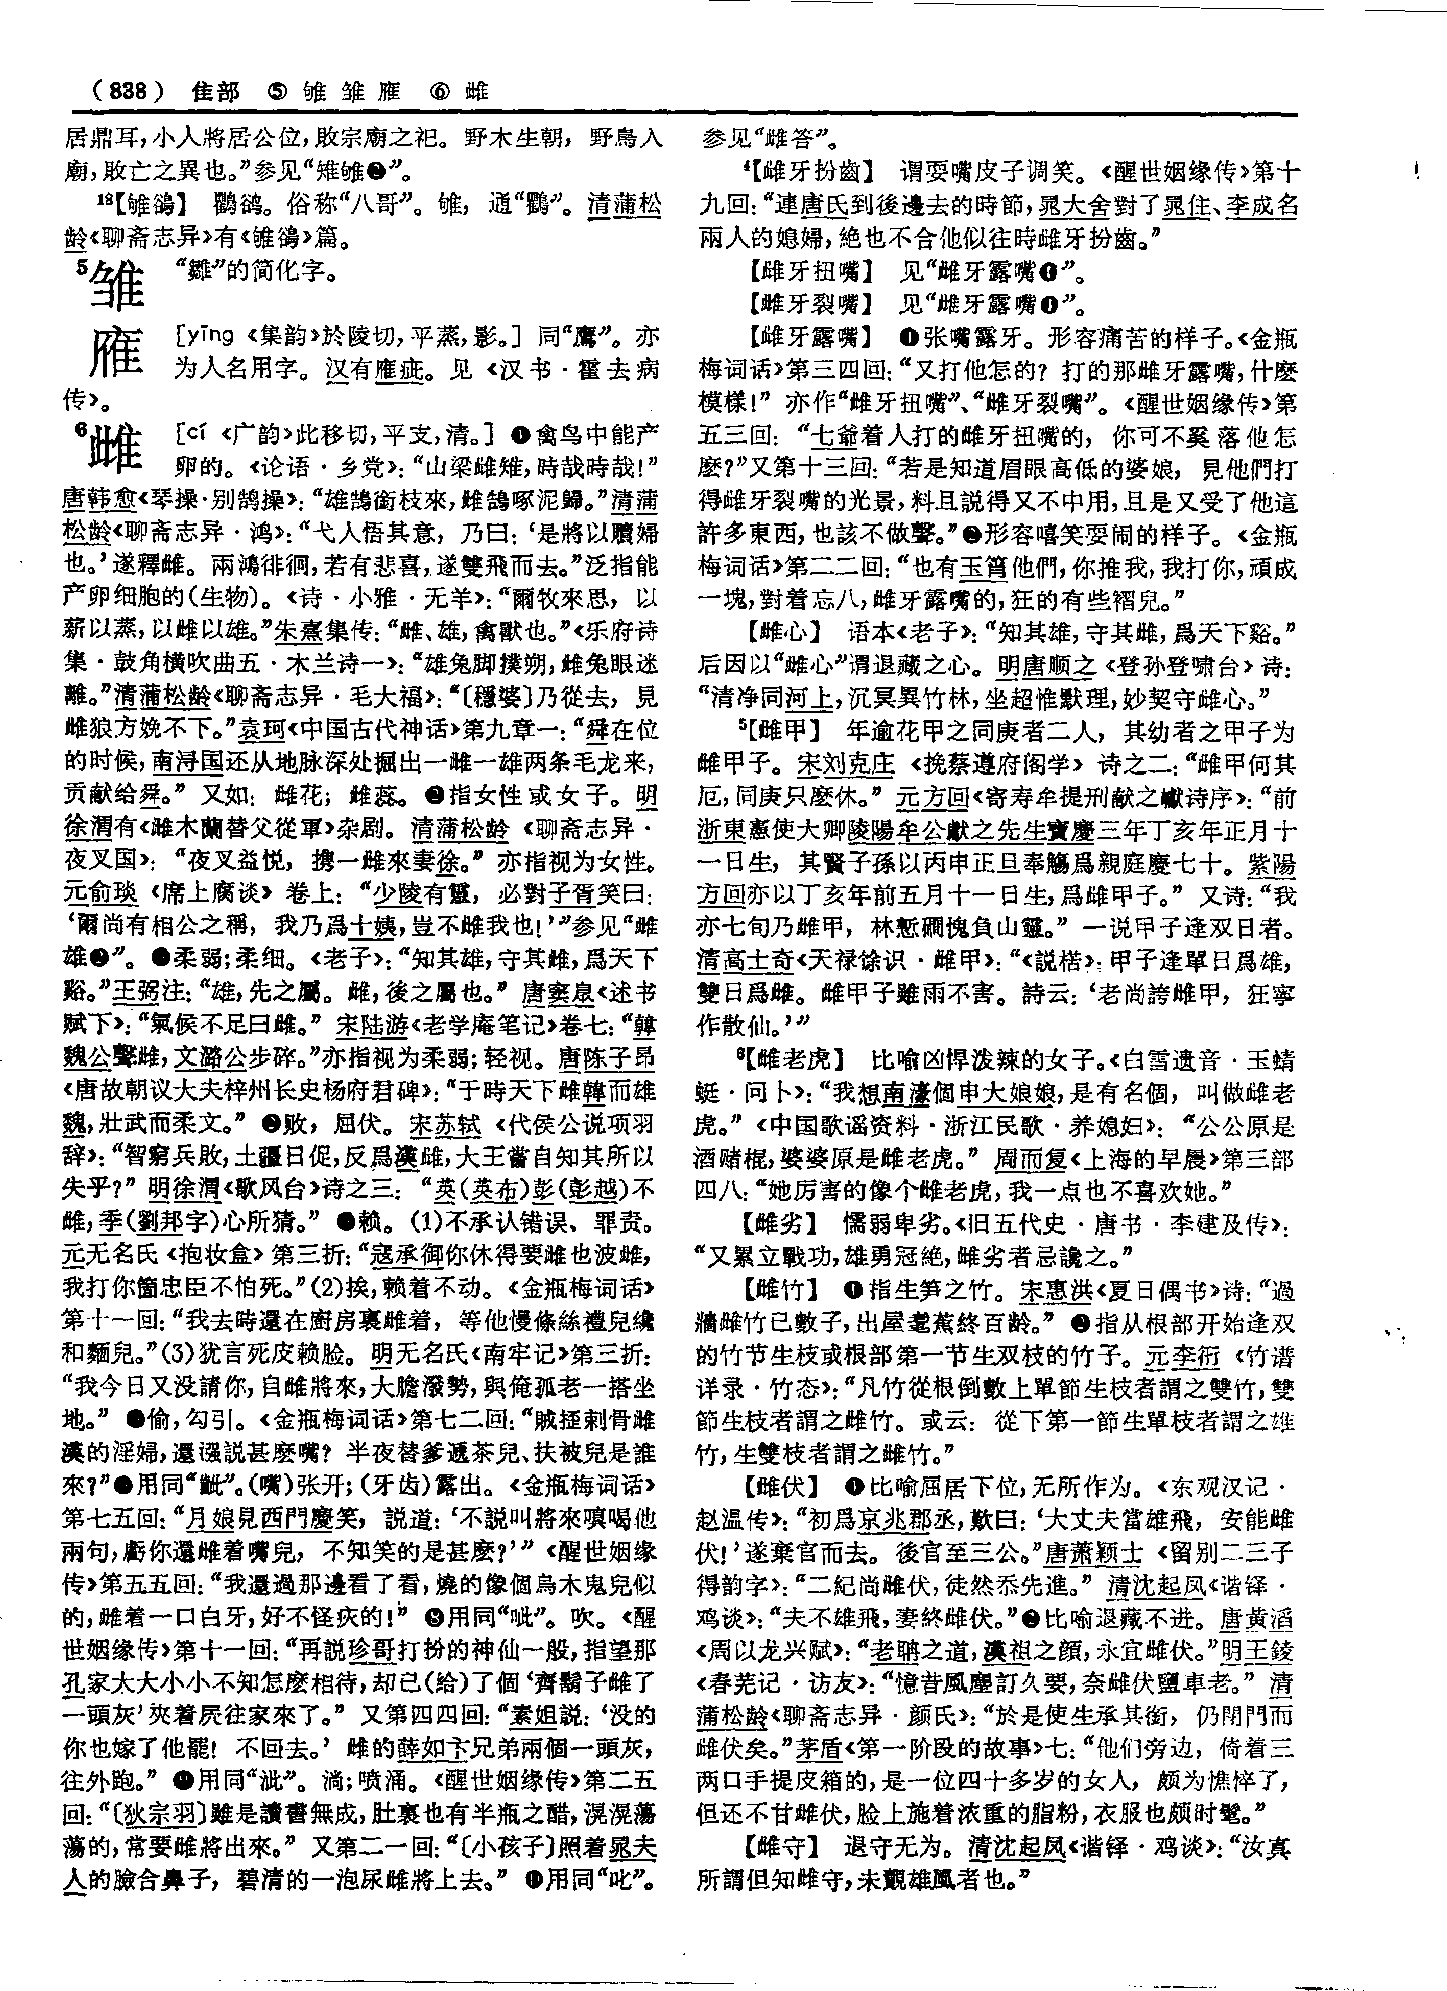 （838） 隹部 ⑤ 雊 雏 雁 ⑥ 雌
居鼎耳，小人將居公位，敗宗廟之祀。野木生朝，野鳥入
廟，敗亡之異也。”参见“雉雊❷”。
¹³【雊鵒】 鸜鹆。俗称“八哥”。雊，通“鸜”。清蒲松
龄《聊斋志异》有《雊鵒》篇。
⁵雏 “雛”的简化字。
𤸰 [yīng《集韵》於陵切，平蒸，影。] 同“鹰”。亦
为人名用字。汉有𤸰疵。见《汉书·霍去病
传》。
⁶雌 [cí《广韵》此移切，平支，清。] ❶禽鸟中能产
卵的。《论语·乡党》：“山梁雌雉，時哉時哉！”
唐韩愈《琴操·别鹄操》：“雄鵠銜枝來，雌鵠啄泥歸。”清蒲
松龄《聊斋志异·鸿》：“弋人悟其意，乃曰：‘是將以贖婦
也。’遂釋雌。兩鴻徘徊，若有悲喜，遂雙飛而去。”泛指能
产卵细胞的（生物）。《诗·小雅·无羊》：“爾牧來思，以
薪以蒸，以雌以雄。”朱熹集传：“雌、雄，禽獸也。”《乐府诗
集·鼓角横吹曲五·木兰诗一》：“雄兔脚撲朔，雌兔眼迷
離。”清蒲松龄《聊斋志异·毛大福》：“〔穩婆〕乃從去，見
雌狼方娩不下。”袁珂《中国古代神话》第九章一：“舜在位
的时候，南浔国还从地脉深处掘出一雌一雄两条毛龙来，
贡献给舜。”又如：雌花；雌蕊。❷指女性或女子。明
徐渭有《雌木蘭替父從軍》杂剧。清蒲松龄《聊斋志异·
夜叉国》：“夜叉益悦，携一雌來妻徐。”亦指视为女性。
元俞琰《席上腐谈》卷上：“少陵有靈，必對子胥笑曰：
‘爾尚有相公之稱，我乃爲十姨，豈不雌我也！’”参见“雌
雄❷”。❸柔弱；柔细。《老子》：“知其雄，守其雌，爲天下
谿。”王弼注：“雄，先之屬。雌，後之屬也。”唐窦臮《述书
赋下》：“氣候不足曰雌。”宋陆游《老学庵笔记》卷七：“韓
魏公聲雌，文潞公步碎。”亦指视为柔弱；轻视。唐陈子昂
《唐故朝议大夫梓州长史杨府君碑》：“于時天下雌韓而雄
魏，壯武而柔文。”❹败，屈伏。宋苏轼《代侯公说项羽
辞》：“智窮兵敗，土疆日促，反爲漢雌，大王嘗自知其所以
失乎？”明徐渭《歌风台》诗之三：“英（英布）彭（彭越）不
雌，季（劉邦字）心所猜。”❺赖。（1）不承认错误、罪责。
元无名氏《抱妆盒》第三折：“寇承御你休得要雌也波雌，
我打你箇忠臣不怕死。”（2）挨，赖着不动。《金瓶梅词话》
第十一回：“我去時還在廚房裏雌着，等他慢條絲禮兒纔
和麵兒。”（3）犹言死皮赖脸。明无名氏《南牢记》第三折：
“我今日又没請你，自雌將來，大膽潑勢，與俺孤老一搭坐
地。”❻偷，勾引。《金瓶梅词话》第七二回：“贼㧓剌骨雌
漢的淫婦，還强説甚麽嘴？半夜替爹遞茶兒、扶被兒是誰
來？”❼用同“齜”。（嘴）张开；（牙齿）露出。《金瓶梅词话》
第七五回：“月娘見西門慶笑，説道：‘不説叫將來嗔喝他
兩句，虧你還雌着嘴兒，不知笑的是甚麽？’”《醒世姻缘
传》第五五回：“我還過那邊看了看，燒的像個烏木鬼兒似
的，雌着一口白牙，好不怪疢的！”❽用同“呲”。吹。《醒
世姻缘传》第十一回：“再説珍哥打扮的神仙一般，指望那
孔家大大小小不知怎麽相待，却已（给）了個‘齊鬍子雌了
一頭灰’夾着屄往家來了。”又第四四回：“素姐説：‘没的
你也嫁了他罷！不回去。’雌的薛如卞兄弟兩個一頭灰，
往外跑。”❾用同“泚”。淌；喷涌。《醒世姻缘传》第二五
回：“〔狄宗羽〕雖是讀書無成，肚裏也有半瓶之醋，滉滉蕩
蕩的，常要雌將出來。”又第二一回：“〔小孩子〕照着晁夫
人的臉合鼻子，碧清的一泡尿雌將上去。”❿用同“叱”。
参见“雌答”。
⁴【雌牙扮齒】 谓耍嘴皮子调笑。《醒世姻缘传》第十
九回：“連唐氏到後邊去的時節，晁大舍對了晁住、李成名
兩人的媳婦，絶也不合他似往時雌牙扮齒。”
【雌牙扭嘴】 见“雌牙露嘴❶”。
【雌牙裂嘴】 见“雌牙露嘴❶”。
【雌牙露嘴】 ❶张嘴露牙。形容痛苦的样子。《金瓶
梅词话》第三四回：“又打他怎的？打的那雌牙露嘴，什麽
模樣！”亦作“雌牙扭嘴”、“雌牙裂嘴”。《醒世姻缘传》第
五三回：“七爺着人打的雌牙扭嘴的，你可不奚落他怎
麽？”又第十三回：“若是知道眉眼高低的婆娘，見他們打
得雌牙裂嘴的光景，料且説得又不中用，且是又受了他這
許多東西，也該不做聲。”❷形容嘻笑耍闹的样子。《金瓶
梅词话》第二二回：“也有玉筲他們，你推我，我打你，頑成
一塊，對着忘八，雌牙露嘴的，狂的有些褶兒。”
【雌心】 语本《老子》：“知其雄，守其雌，爲天下谿。”
后因以“雌心”谓退藏之心。明唐顺之《登孙登啸台》诗：
“清净同河上，沉冥異竹林，坐超惟默理，妙契守雌心。”
⁵【雌甲】 年逾花甲之同庚者二人，其幼者之甲子为
雌甲子。宋刘克庄《挽蔡遵府阁学》诗之二：“雌甲何其
厄，同庚只麽休。”元方回《寄寿牟提刑献之𪩘诗序》：“前
浙東憲使大卿陵陽牟公獻之先生寶慶三年丁亥年正月十
一日生，其賢子孫以丙申正旦奉觴爲親庭慶七十。紫陽
方回亦以丁亥年前五月十一日生，爲雌甲子。”又诗：“我
亦七旬乃雌甲，林慙磵愧負山靈。”一说甲子逢双日者。
清高士奇《天禄馀识·雌甲》：“《説楛》：甲子逢單日爲雄，
雙日爲雌。雌甲子雖雨不害。詩云：‘老尚誇雌甲，狂寧
作散仙。’”
⁶【雌老虎】 比喻凶悍泼辣的女子。《白雪遗音·玉蜻
蜓·问卜》：“我想南濠個申大娘娘，是有名個，叫做雌老
虎。”《中国歌谣资料·浙江民歌·养媳妇》：“公公原是
酒赌棍，婆婆原是雌老虎。”周而复《上海的早晨》第三部
四八：“她厉害的像个雌老虎，我一点也不喜欢她。”
【雌劣】 懦弱卑劣。《旧五代史·唐书·李建及传》：
“又累立戰功，雄勇冠絶，雌劣者忌讒之。”
【雌竹】 ❶指生笋之竹。宋惠洪《夏日偶书》诗：“過
牆雌竹已數子，出屋耄蕉終百龄。”❷指从根部开始逢双
的竹节生枝或根部第一节生双枝的竹子。元李衎《竹谱
详录·竹态》：“凡竹從根倒數上單節生枝者謂之雙竹，雙
節生枝者謂之雌竹。或云：從下第一節生單枝者謂之雄
竹，生雙枝者謂之雌竹。”
【雌伏】 ❶比喻屈居下位，无所作为。《东观汉记·
赵温传》：“初爲京兆郡丞，歎曰：‘大丈夫當雄飛，安能雌
伏！’遂棄官而去。後官至三公。”唐萧颖士《留别二三子
得韵字》：“二紀尚雌伏，徒然忝先進。”清沈起凤《谐铎·
鸡谈》：“夫不雄飛，妻終雌伏。”❷比喻退藏不进。唐黄滔
《周以龙兴赋》：“老聃之道，漢祖之顔，永宜雌伏。”明王錂
《春芜记·访友》：“憶昔風塵訂久要，奈雌伏鹽車老。”清
蒲松龄《聊斋志异·颜氏》：“於是使生承其銜，仍閉門而
雌伏矣。”茅盾《第一阶段的故事》七：“他们旁边，倚着三
两口手提皮箱的，是一位四十多岁的女人，颇为憔悴了，
但还不甘雌伏，脸上施着浓重的脂粉，衣服也颇时髦。”
【雌守】 退守无为。清沈起凤《谐铎·鸡谈》：“汝真
所謂但知雌守，未覩雄風者也。”